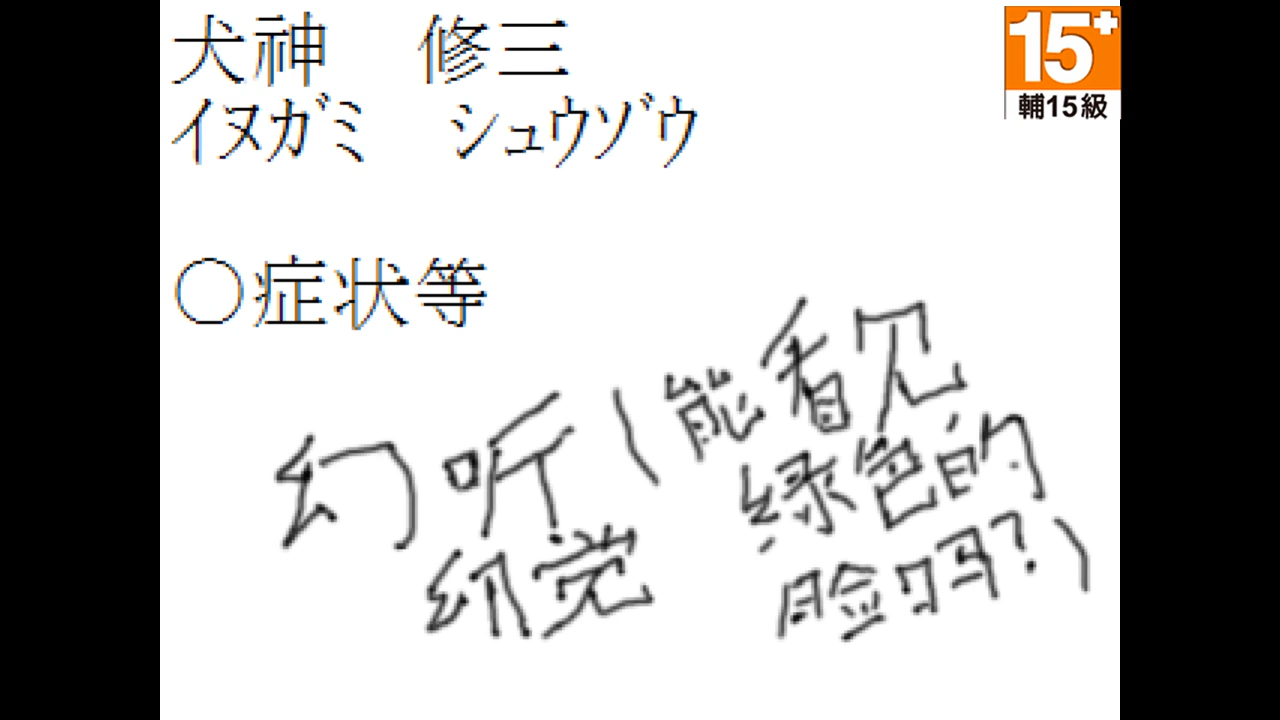 犬神　修三
イヌガミ　シュウゾウ
15+
輔15級
○症状等
幻听
幻觉
(能看见
绿色的
脸吗?)